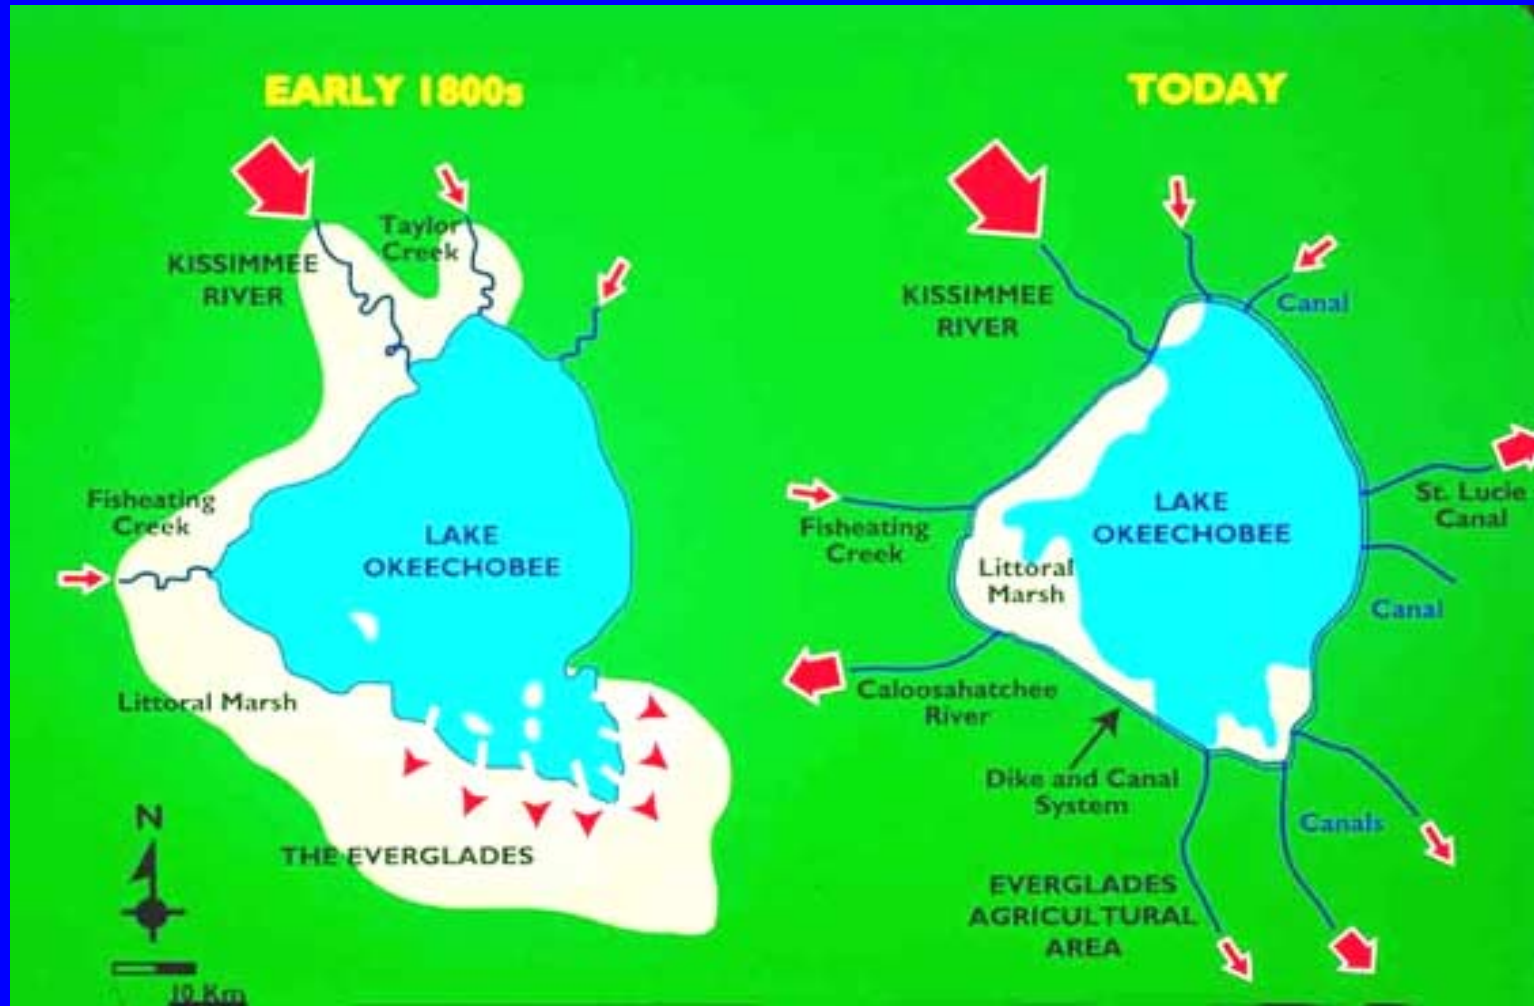 EARLY 1800s
Taylor
Creek
KISSIMMEE
RIVER
Fisheating
Creek
LAKE
OKEECHOBEE
Littoral Marsh
THE EVERGLADES
N
10 Km
TODAY
KISSIMMEE
RIVER
Canal
Fisheating
Creek
LAKE
OKEECHOBEE
St. Lucie
Canal
Littoral
Marsh
Canal
Caloosahatchee
River
Dike and Canal
System
Canals
EVERGLADES
AGRICULTURAL
AREA